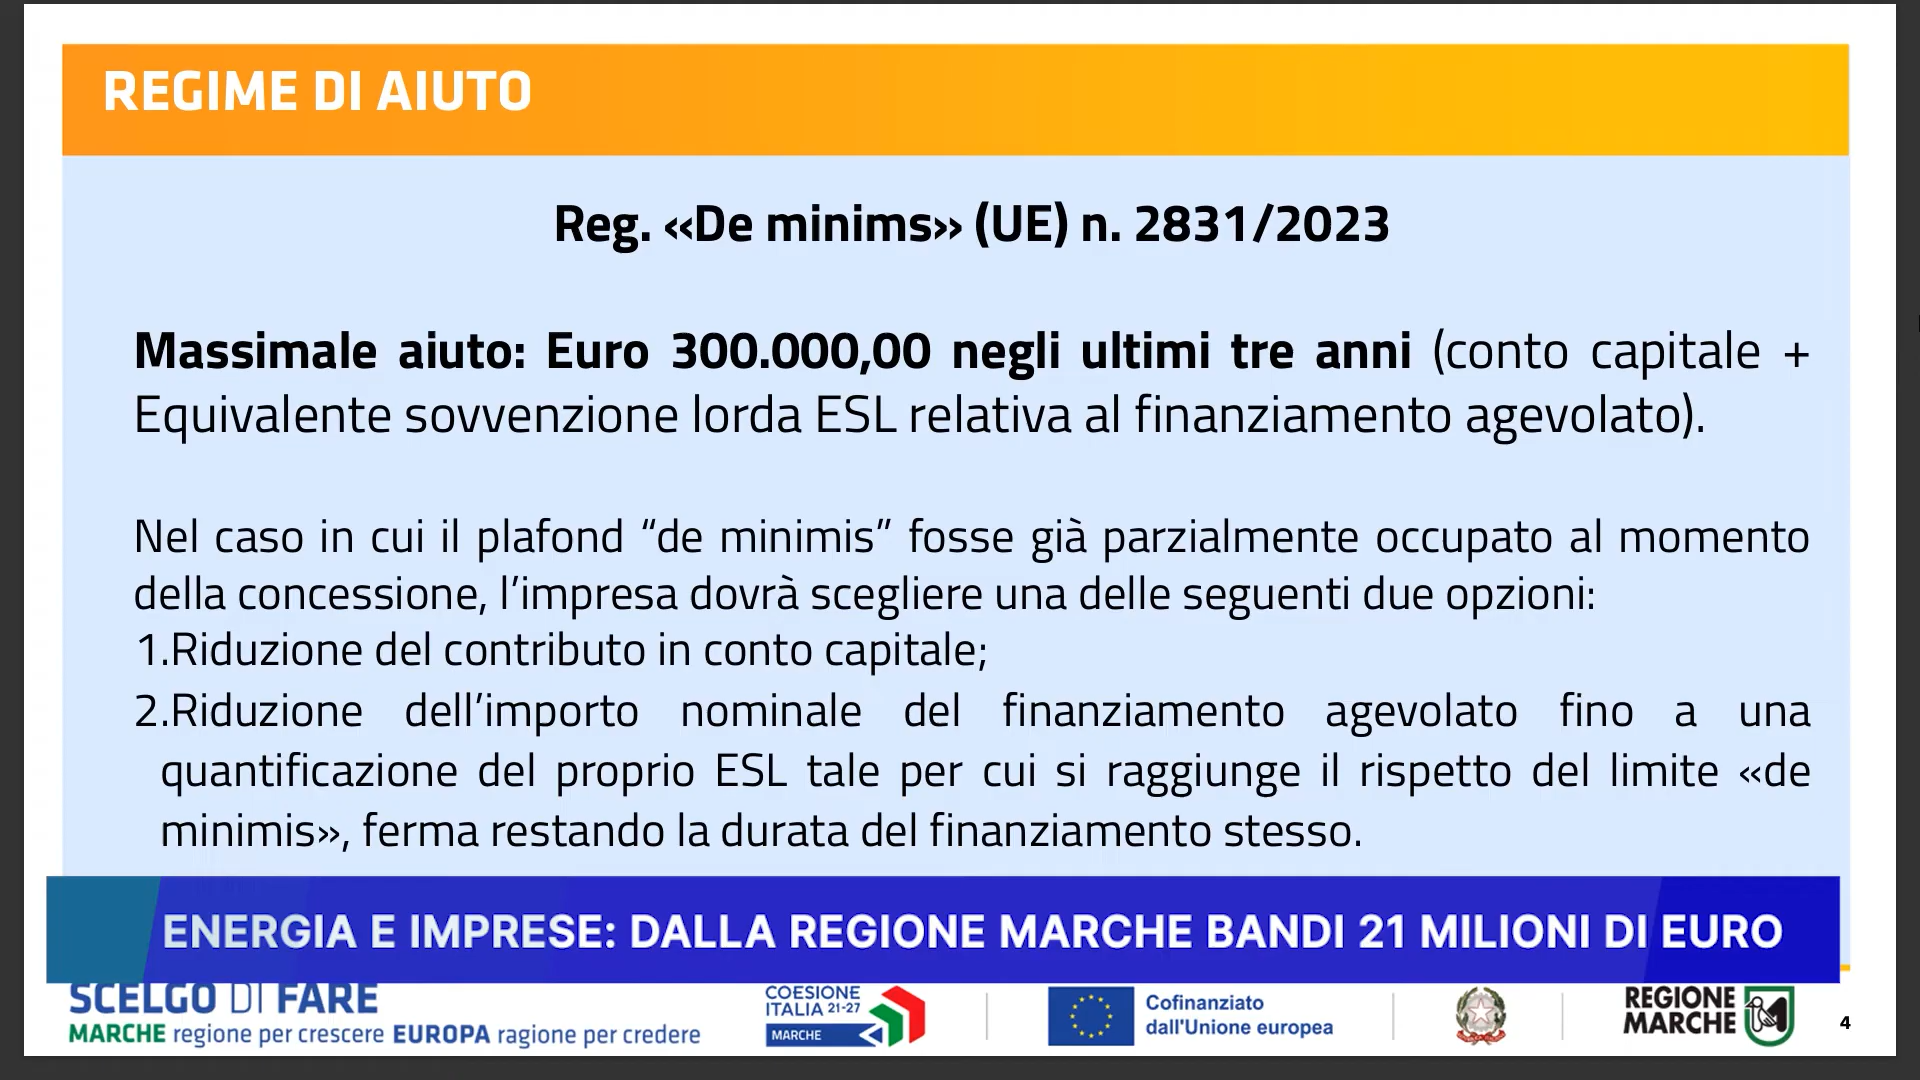 REGIME DI AIUTO
Reg. «De minims» (UE) n. 2831/2023
Massimale aiuto: Euro 300.000,00 negli ultimi tre anni (conto capitale +
Equivalente sovvenzione lorda ESL relativa al finanziamento agevolato).
Nel caso in cui il plafond “de minimis” fosse già parzialmente occupato al momento
della concessione, l’impresa dovrà scegliere una delle seguenti due opzioni:
1.Riduzione del contributo in conto capitale;
2.Riduzione dell’importo nominale del finanziamento agevolato fino a una
quantificazione del proprio ESL tale per cui si raggiunge il rispetto del limite «de
minimis», ferma restando la durata del finanziamento stesso.
ENERGIA E IMPRESE: DALLA REGIONE MARCHE BANDI 21 MILIONI DI EURO
SCELGO DI FARE
MARCHE regione per crescere EUROPA ragione per credere
COESIONE
ITALIA 21-27
MARCHE
Cofinanziato
dall'Unione europea
REGIONE
MARCHE
4